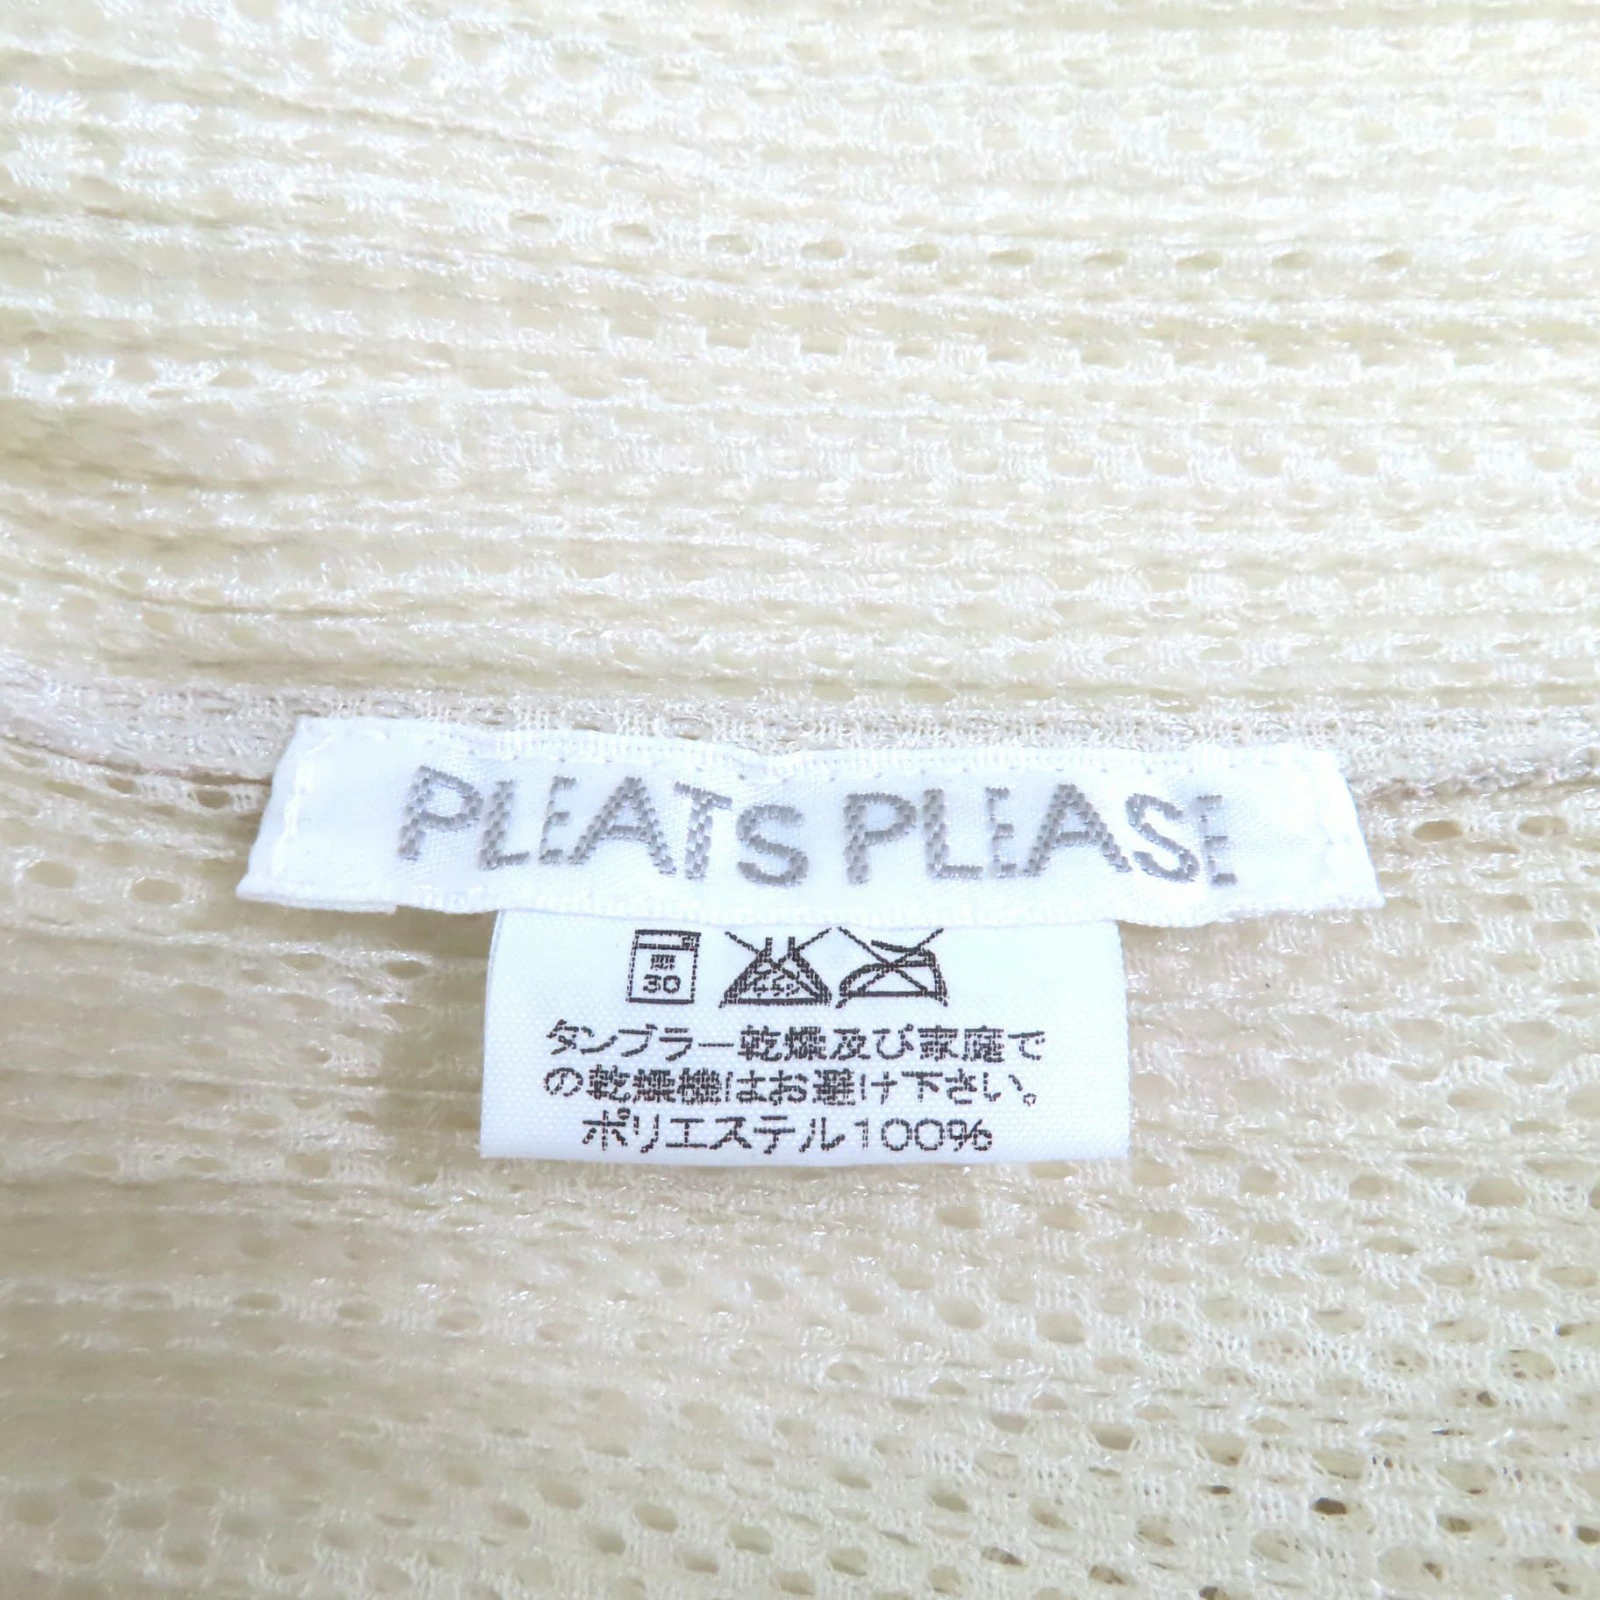 PLEATS PLEASE
30
タンブラー乾燥及び家庭で
の乾燥機はお避け下さい。
ポリエステル100%